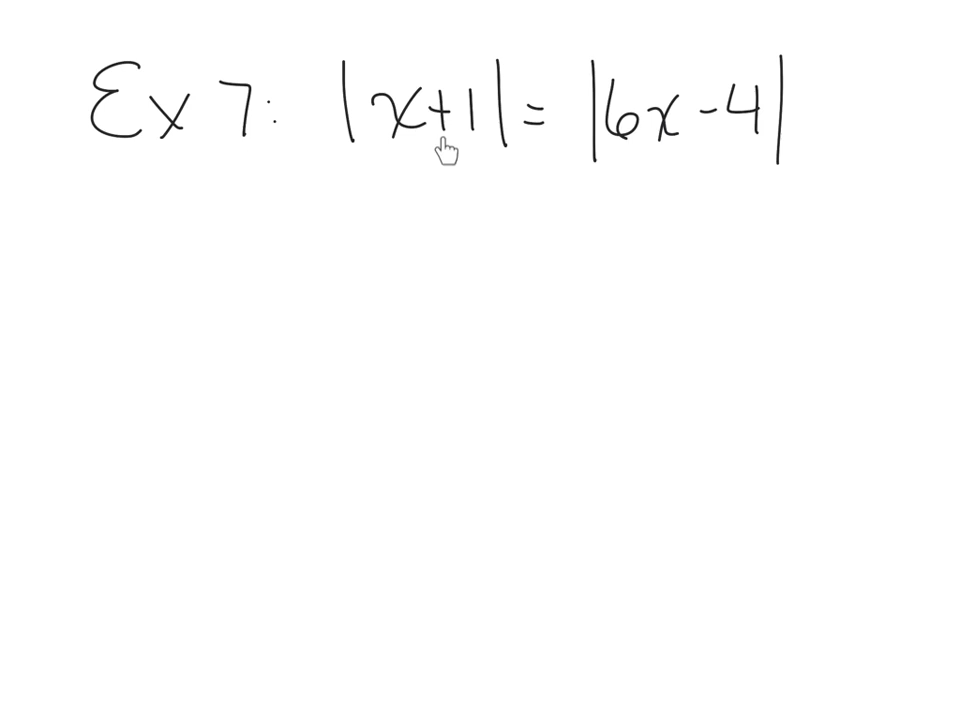 Ex 7: |x+1| = |6x-4|